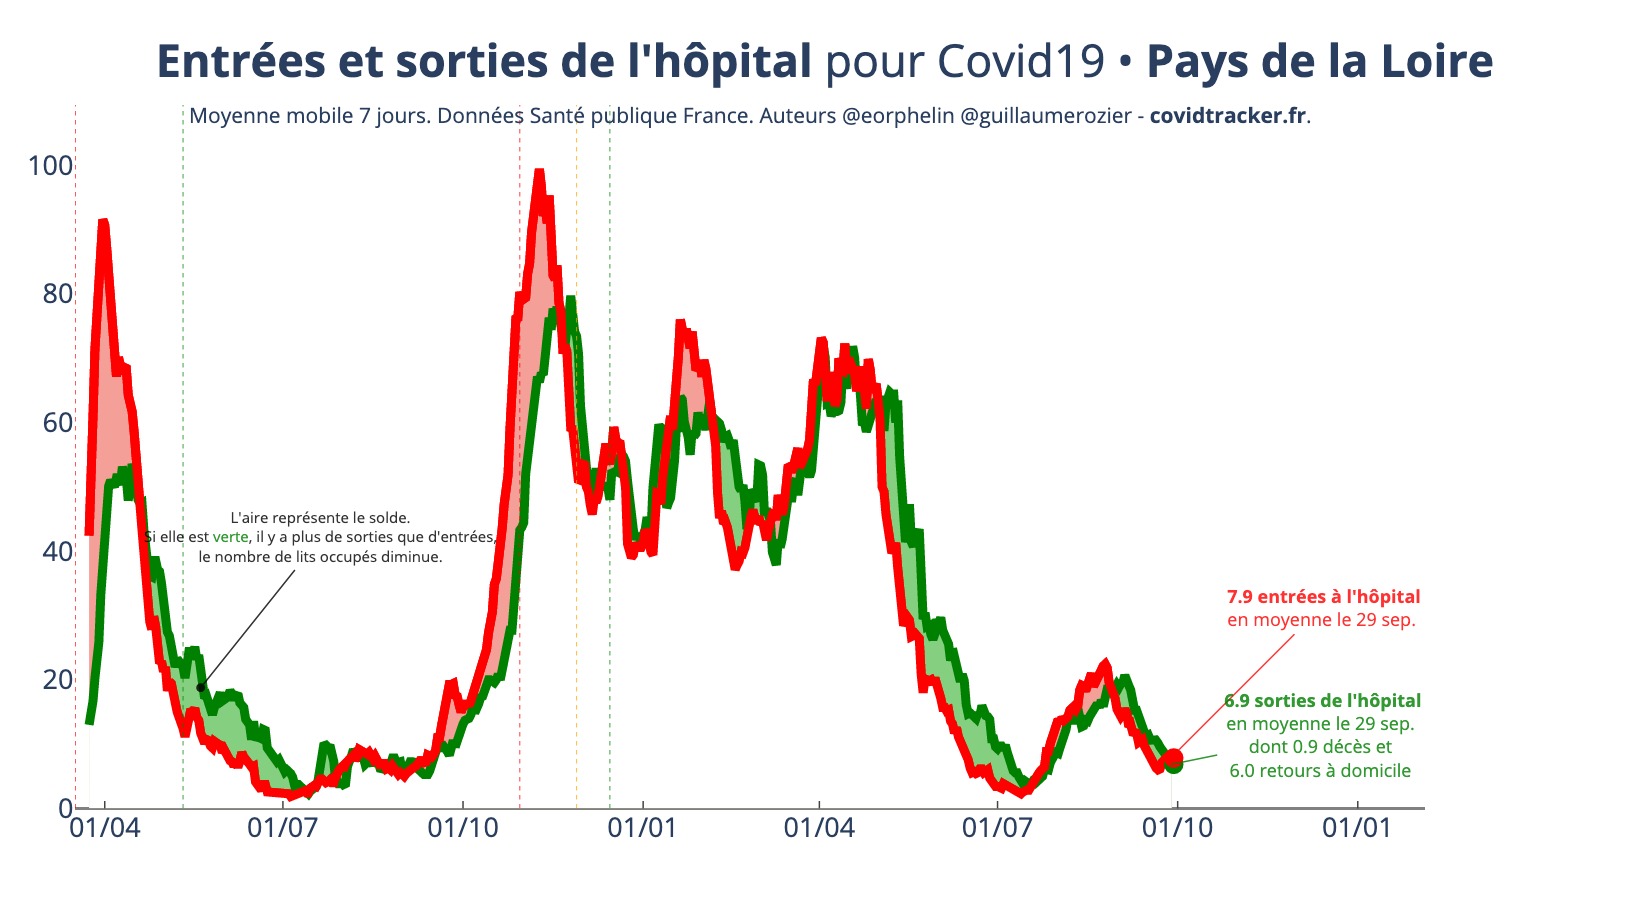 Entrées et sorties de l'hôpital pour Covid19 • Pays de la Loire
Moyenne mobile 7 jours. Données Santé publique France. Auteurs @eorphelin @guillaumerozier - covidtracker.fr.
100
80
60
40
20
0
L'aire représente le solde.
Si elle est verte, il y a plus de sorties que d'entrées,
le nombre de lits occupés diminue.
7.9 entrées à l'hôpital
en moyenne le 29 sep.
6.9 sorties de l'hôpital
en moyenne le 29 sep.
dont 0.9 décès et
6.0 retours à domicile
01/04
01/07
01/10
01/01
01/04
01/07
01/10
01/01